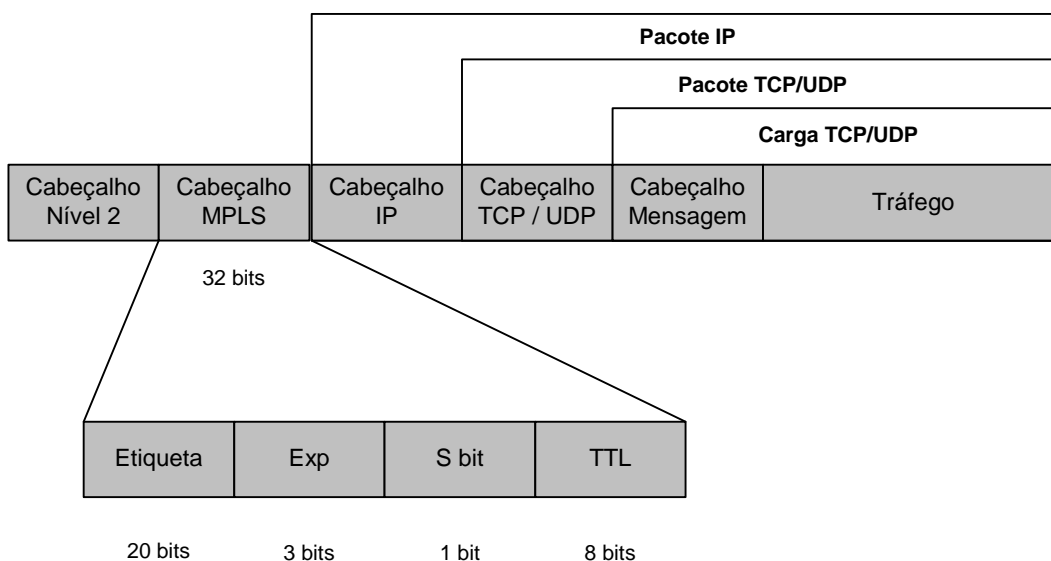 Pacote IP
Pacote TCP/UDP
Carga TCP/UDP
Cabeçalho
Nível 2
Cabeçalho
MPLS
Cabeçalho
IP
Cabeçalho
TCP / UDP
Cabeçalho
Mensagem
Tráfego
32 bits
Etiqueta
Exp
S bit
TTL
20 bits
3 bits
1 bit
8 bits